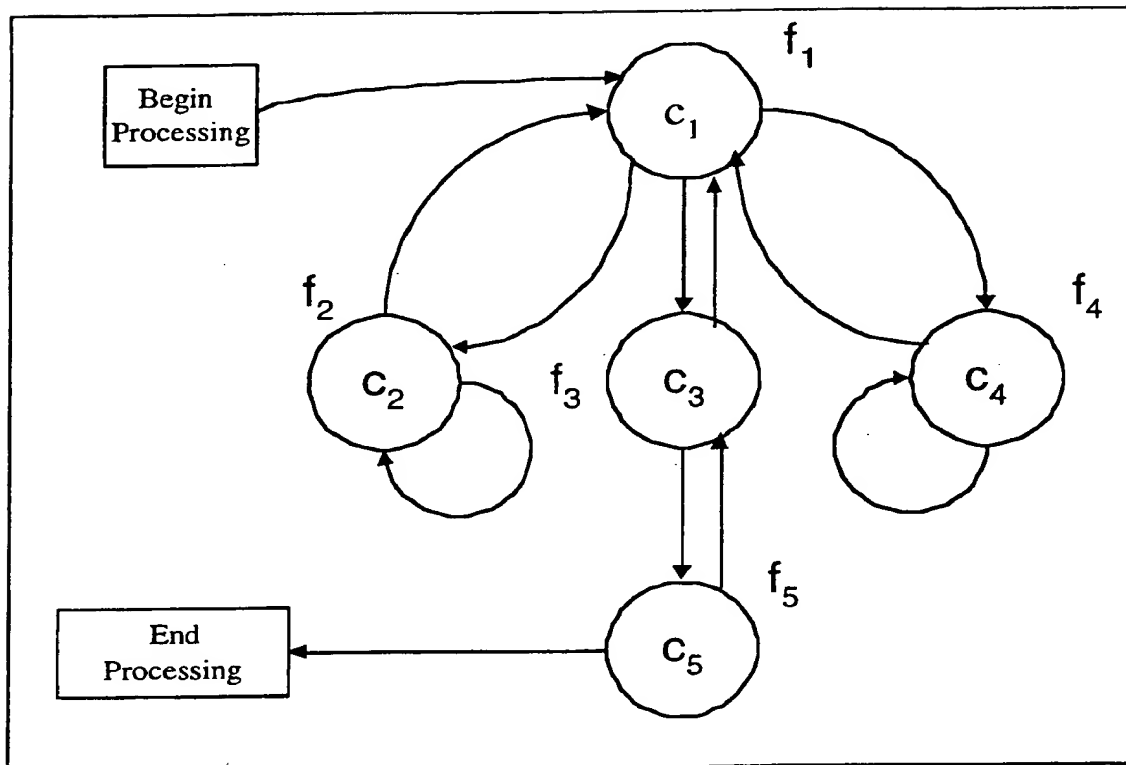 f₁
Begin
Processing
c₁
f₂
f₄
c₂
f₃
c₃
c₄
f₅
End
Processing
c₅